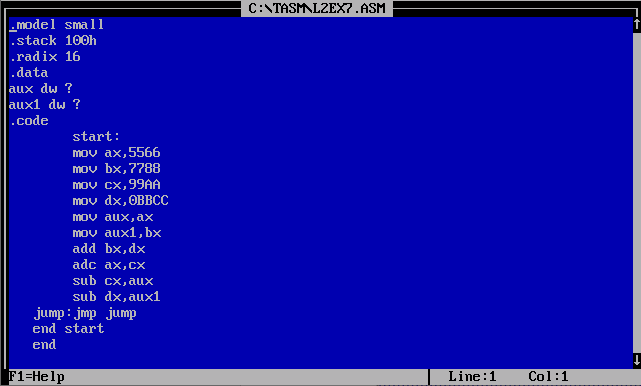 C:\TASM\L2EX7.ASM
.model small
.stack 100h
.radix 16
.data
aux dw ?
aux1 dw ?
.code
start:
mov ax,5566
mov bx,7788
mov cx,99AA
mov dx,0BBCC
mov aux,ax
mov aux1,bx
add bx,dx
adc ax,cx
sub cx,aux
sub dx,aux1
jump:jmp jump
end start
end
F1=Help Line:1 Col:1